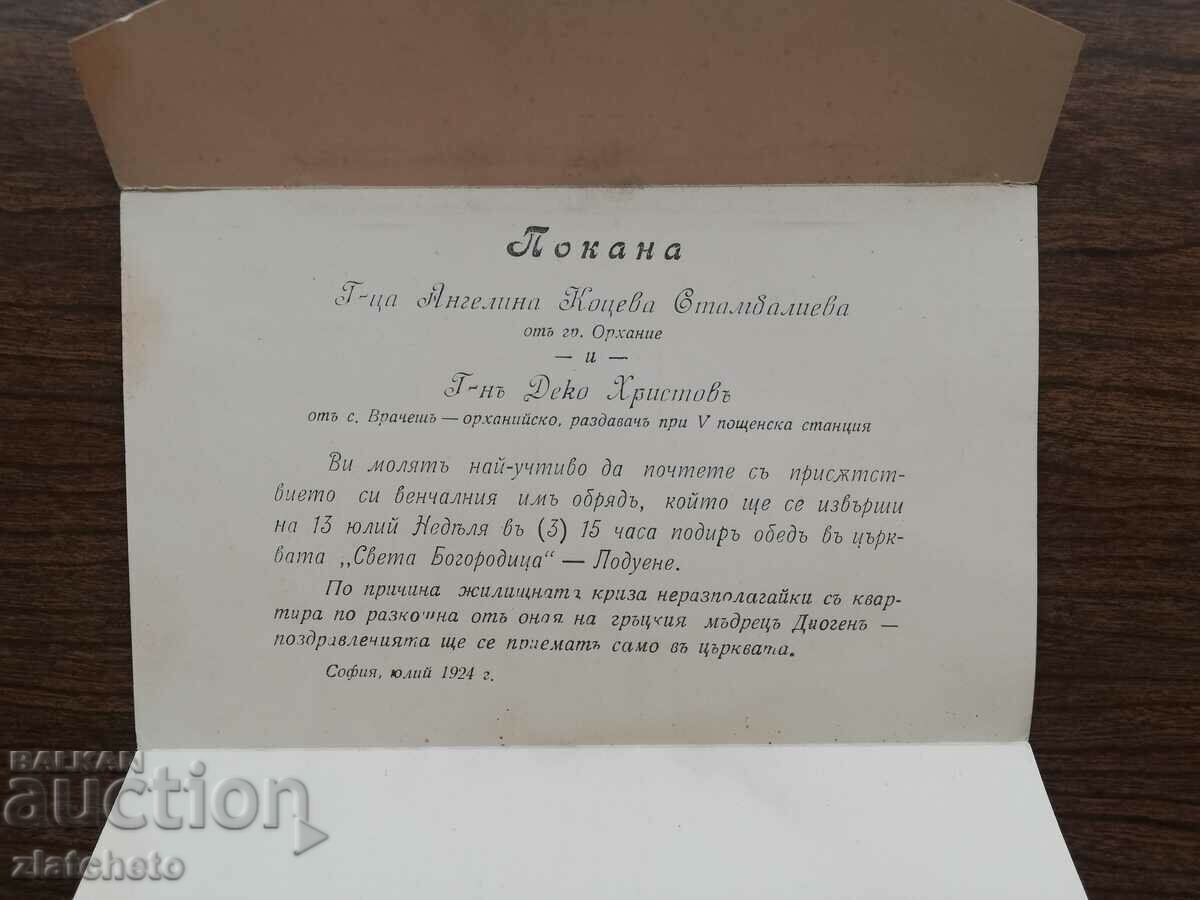 Покана
Г-ца Ангелина Коцева Стамбалиева
отъ гр. Орхание
— и —
Г-нъ Деко Христовъ
отъ с. Врачешъ — орханийско, раздавачъ при V пощенска станция
Ви молятъ най-учтиво да почтете съ присѫтст-
вието си венчалния имъ обрядъ, който ще се извърши
на 13 юлий Недѣля въ (3) 15 часа подиръ обедъ въ църк-
вата „Света Богородица“ — Подуене.
По причина жилищната криза неразполагайки съ квар-
тира по разкошна отъ оная на гръцкия мъдрецъ Диогенъ —
поздравленията ще се приематъ само въ църквата.
София, юлий 1924 г.
BALKAN
auction
zlatcheto